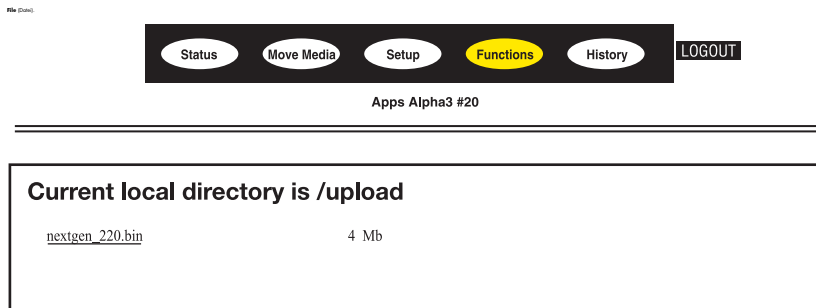 File (Datei).
Status Move Media Setup Functions History LOGOUT
Apps Alpha3 #20
Current local directory is /upload
nextgen_220.bin 4 Mb